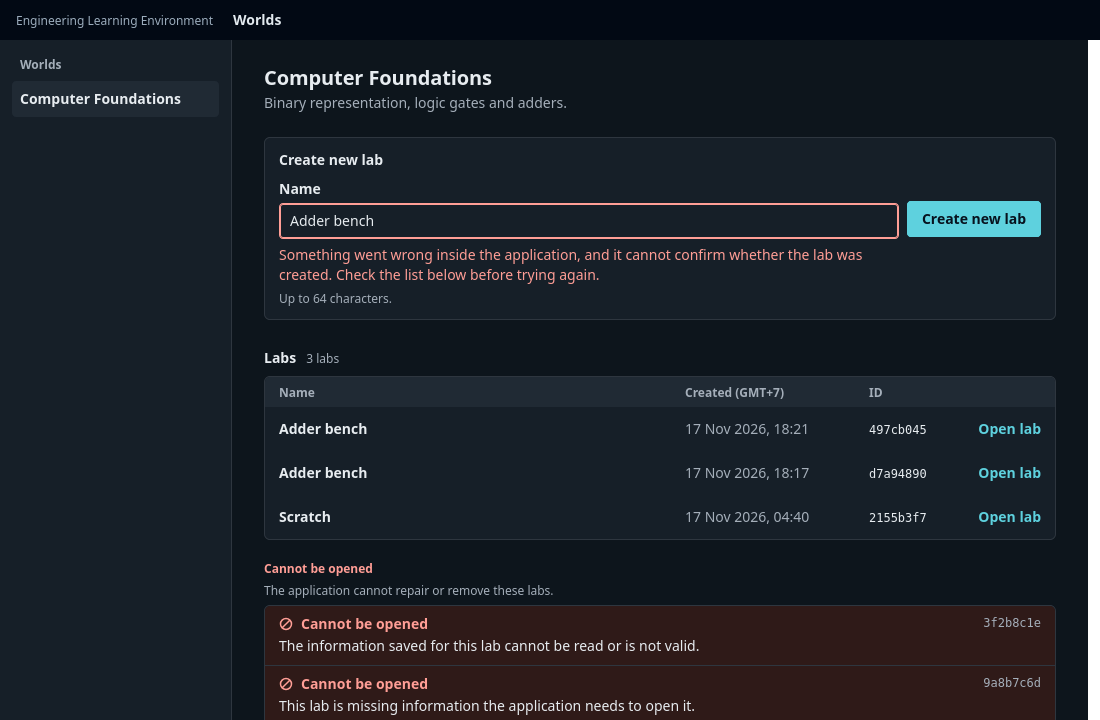 Engineering Learning Environment Worlds
Worlds
Computer Foundations
Computer Foundations
Binary representation, logic gates and adders.
Create new lab
Name
Adder bench
Create new lab
Something went wrong inside the application, and it cannot confirm whether the lab was
created. Check the list below before trying again.
Up to 64 characters.
Labs 3 labs
Name Created (GMT+7) ID
Adder bench 17 Nov 2026, 18:21 497cb045 Open lab
Adder bench 17 Nov 2026, 18:17 d7a94890 Open lab
Scratch 17 Nov 2026, 04:40 2155b3f7 Open lab
Cannot be opened
The application cannot repair or remove these labs.
Cannot be opened 3f2b8c1e
The information saved for this lab cannot be read or is not valid.
Cannot be opened 9a8b7c6d
This lab is missing information the application needs to open it.